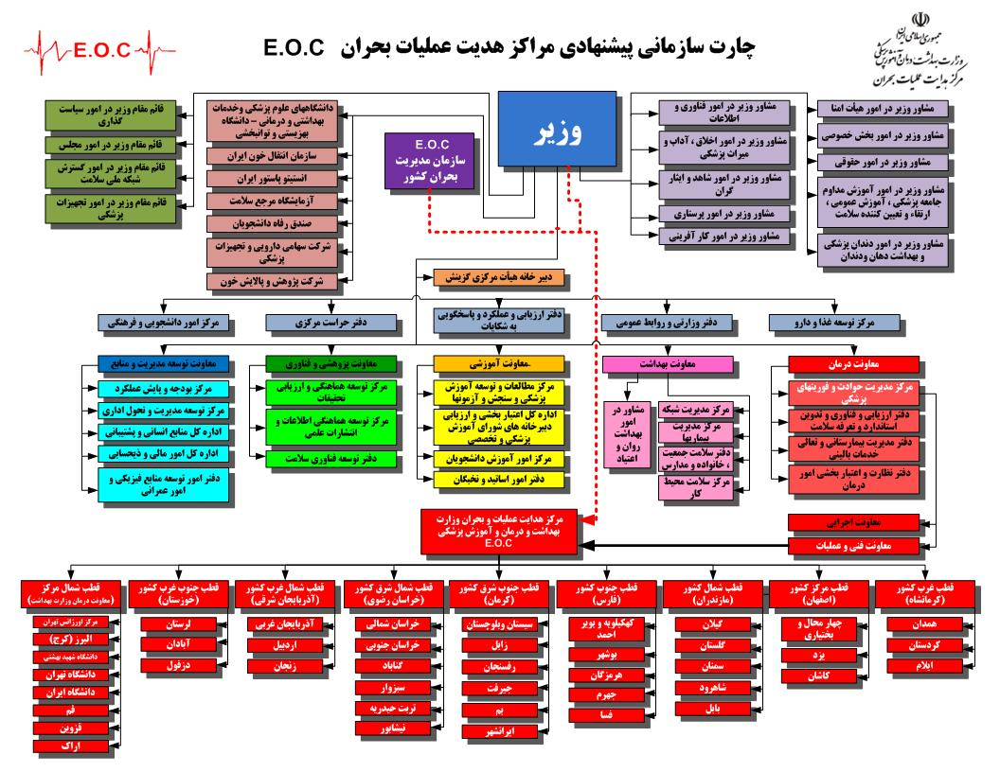 چارت سازمانی پیشنهادی مراکز هدیت عملیات بحران E.O.C
E.O.C
جمهوری اسلامی ایران
وزارت بهداشت درمان و آموزش پزشکی
مرکز هدایت عملیات بحران
وزیر
E.O.C
سازمان مدیریت
بحران کشور
مشاور وزیر در امور هیأت امنا
مشاور وزیر در امور بخش خصوصی
مشاور وزیر در امور حقوقی
مشاور وزیر در امور آموزش مداوم
جامعه پزشکی ، آموزش عمومی ،
ارتقاء و تعیین کننده سلامت
مشاور وزیر در امور دندان پزشکی
و بهداشت دهان ودندان
مشاور وزیر در امور فناوری و
اطلاعات
مشاور وزیر در امور اخلاق ، آداب و
میراث پزشکی
مشاور وزیر در امور شاهد و ایثار
گران
مشاور وزیر در امور پرستاری
مشاور وزیر در امور کار آفرینی
دانشگاههای علوم پزشکی وخدمات
بهداشتی و درمانی – دانشگاه
بهزیستی و توانبخشی
سازمان انتقال خون ایران
انستیتو پاستور ایران
آزمایشگاه مرجع سلامت
صندق رفاه دانشجویان
شرکت سهامی دارویی و تجهیزات
پزشکی
شرکت پژوهش و پالایش خون
قائم مقام وزیر در امور سیاست
گذاری
قائم مقام وزیر در امور مجلس
قائم مقام وزیر در امور گسترش
شبکه ملی سلامت
قائم مقام وزیر در امور تجهیزات
پزشکی
دبیر خانه هیأت مرکزی گزینش
مرکز توسعه غذا و دارو
دفتر وزارتی و روابط عمومی
دفتر ارزیابی و عملکرد و پاسخگویی
به شکایات
دفتر حراست مرکزی
مرکز امور دانشجویی و فرهنگی
معاونت درمان
مرکز مدیریت حوادث و فوریتهای
پزشکی
دفتر ارزیابی و فناوری و تدوین
استاندارد و تعرفه سلامت
دفتر مدیریت بیمارستانی و تعالی
خدمات بالینی
دفتر نظارت و اعتبار بخشی امور
درمان
معاونت بهداشت
مرکز مدیریت شبکه
مرکز مدیریت
بیماریها
دفتر سلامت جمعیت
، خانواده و مدارس
مرکز سلامت محیط
کار
مشاور در
امور
بهداشت
روان و
اعتیاد
معاونت آموزشی
مرکز مطالعات و توسعه آموزش
پزشکی و سنجش و آزمونها
اداره کل اعتبار بخشی و ارزیابی
دبیرخانه های شورای آموزش
پزشکی و تخصصی
مرکز امور آموزش دانشجویان
دفتر امور اساتید و نخبگان
معاونت پژوهشی و فناوری
مرکز توسعه هماهنگی و ارزیابی
تحقیقات
مرکز توسعه هماهنگی اطلاعات و
انتشارات علمی
دفتر توسعه فناوری سلامت
معاونت توسعه مدیریت و منابع
مرکز بودجه و پایش عملکرد
مرکز توسعه مدیریت و تحول اداری
اداره کل منابع انسانی و پشتیبانی
اداره کل امور مالی و ذیحسابی
دفتر امور توسعه منابع فیزیکی و
امور عمرانی
معاونت اجرایی
معاونت فنی و عملیات
مرکز هدایت عملیات و بحران وزارت
بهداشت و درمان و آموزش پزشکی
E.O.C
قطب غرب کشور
(کرمانشاه)
همدان
کردستان
ایلام
قطب مرکز کشور
(اصفهان)
چهار محال و
بختیاری
یزد
کاشان
قطب شمال کشور
(مازندران)
گیلان
گلستان
سمنان
شاهرود
بابل
قطب جنوب کشور
(فارس)
کهکیلویه و بویر
احمد
بوشهر
هرمزگان
جهرم
فسا
قطب جنوب شرق کشور
(کرمان)
سیستان وبلوچستان
زابل
رفسنجان
جیرفت
بم
ایرانشهر
قطب شمال شرق کشور
(خراسان رضوی)
خراسان شمالی
خراسان جنوبی
گناباد
سبزوار
تربت حیدریه
نیشابور
قطب شمال غرب کشور
(آذربایجان شرقی)
آذربایجان غربی
اردبیل
زنجان
قطب جنوب غرب کشور
(خوزستان)
لرستان
آبادان
دزفول
قطب شمال مرکز
(معاونت درمان وزارت بهداشت)
مرکز اورژانس تهران
البرز (کرج)
دانشگاه شهید بهشتی
دانشگاه تهران
دانشگاه ایران
قم
قزوین
اراک